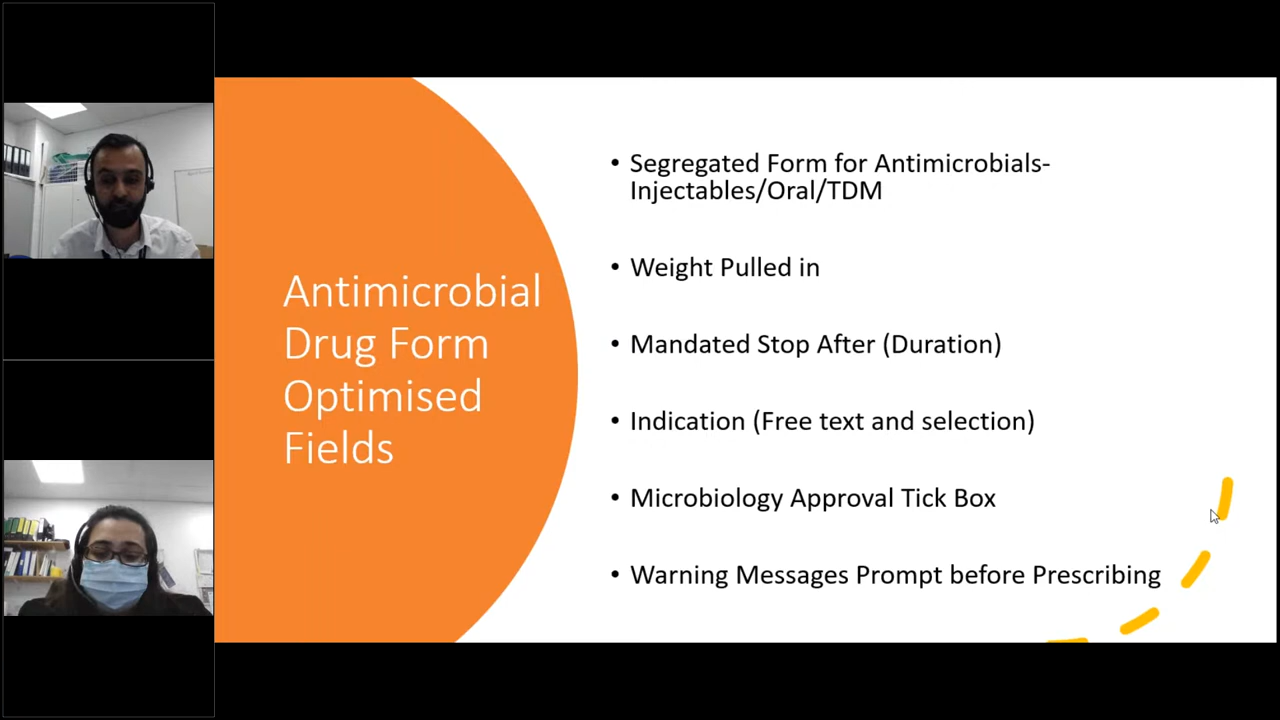 Antimicrobial
Drug Form
Optimised
Fields
• Segregated Form for Antimicrobials-
Injectables/Oral/TDM
• Weight Pulled in
• Mandated Stop After (Duration)
• Indication (Free text and selection)
• Microbiology Approval Tick Box
• Warning Messages Prompt before Prescribing